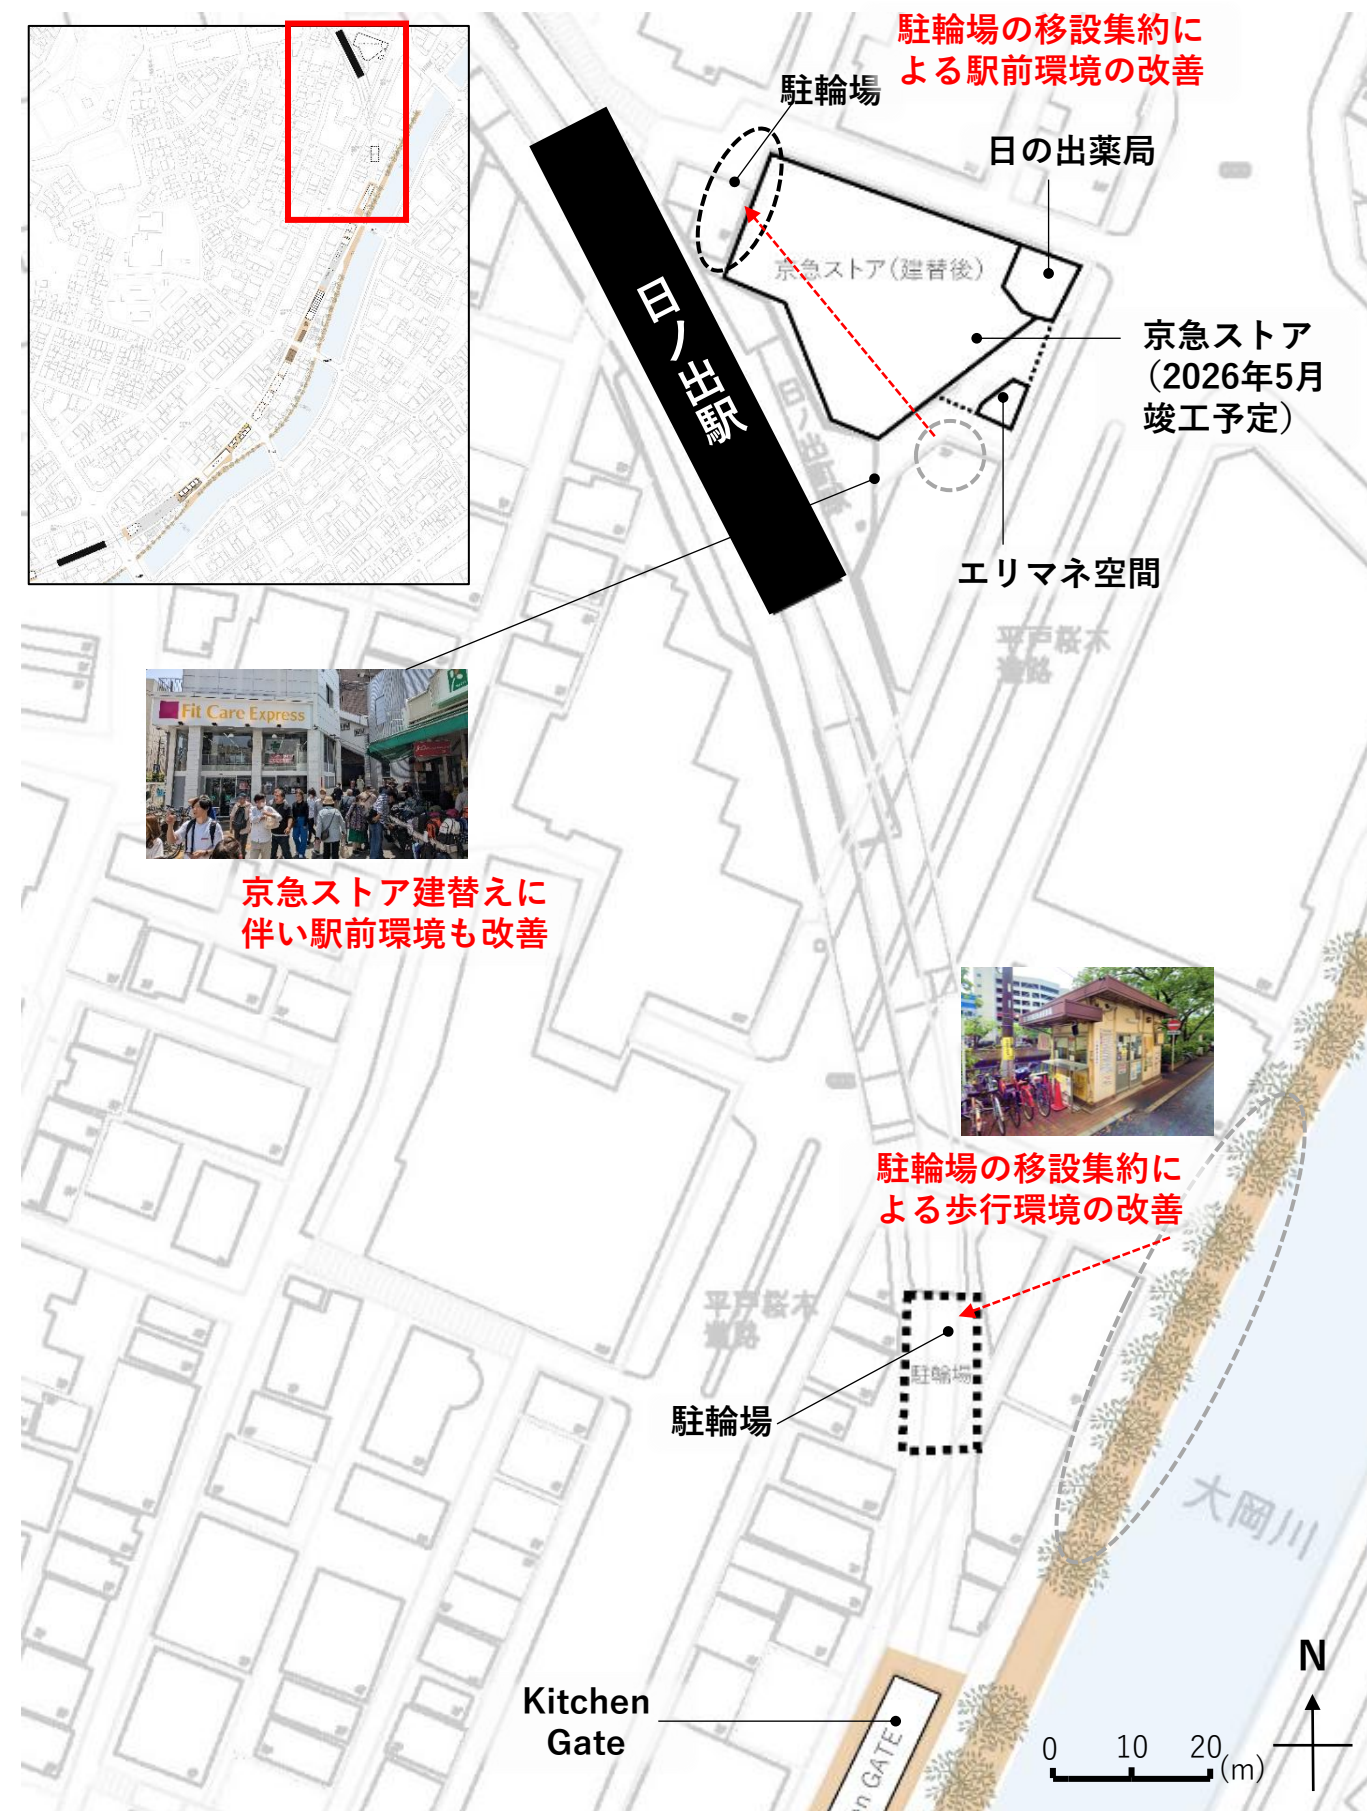 駐輪場の移設集約に
よる駅前環境の改善
駐輪場
日の出薬局
京急ストア(建替後)
日ノ出駅
京急ストア
（2026年5月
竣工予定）
エリマネ空間
平戸桜木
道路
Fit Care Express
京急ストア建替えに
伴い駅前環境も改善
駐輪場の移設集約に
よる歩行環境の改善
平戸桜木
道路
駐輪場
駐輪場
大岡川
Kitchen
Gate
en GATE
N
0 10 20
(m)